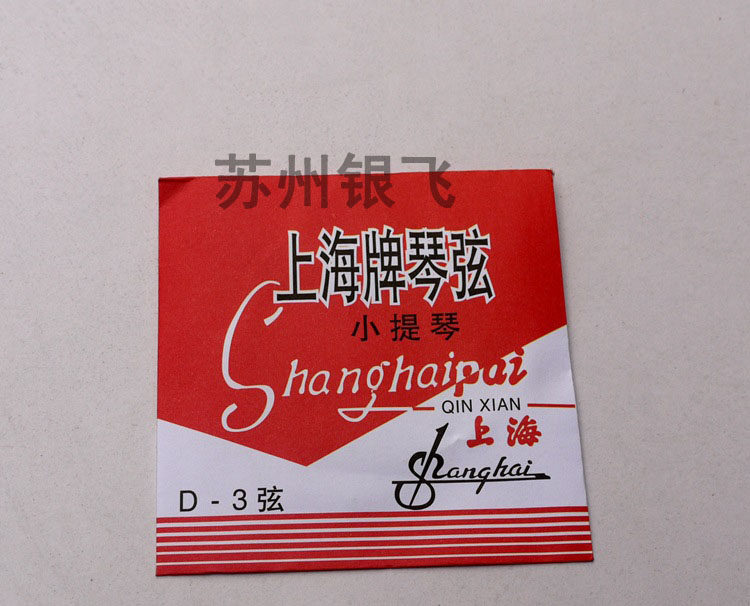 苏州银飞
上海牌琴弦
小提琴
Shanghaipai
QIN XIAN
上海
Shanghai
D - 3 弦